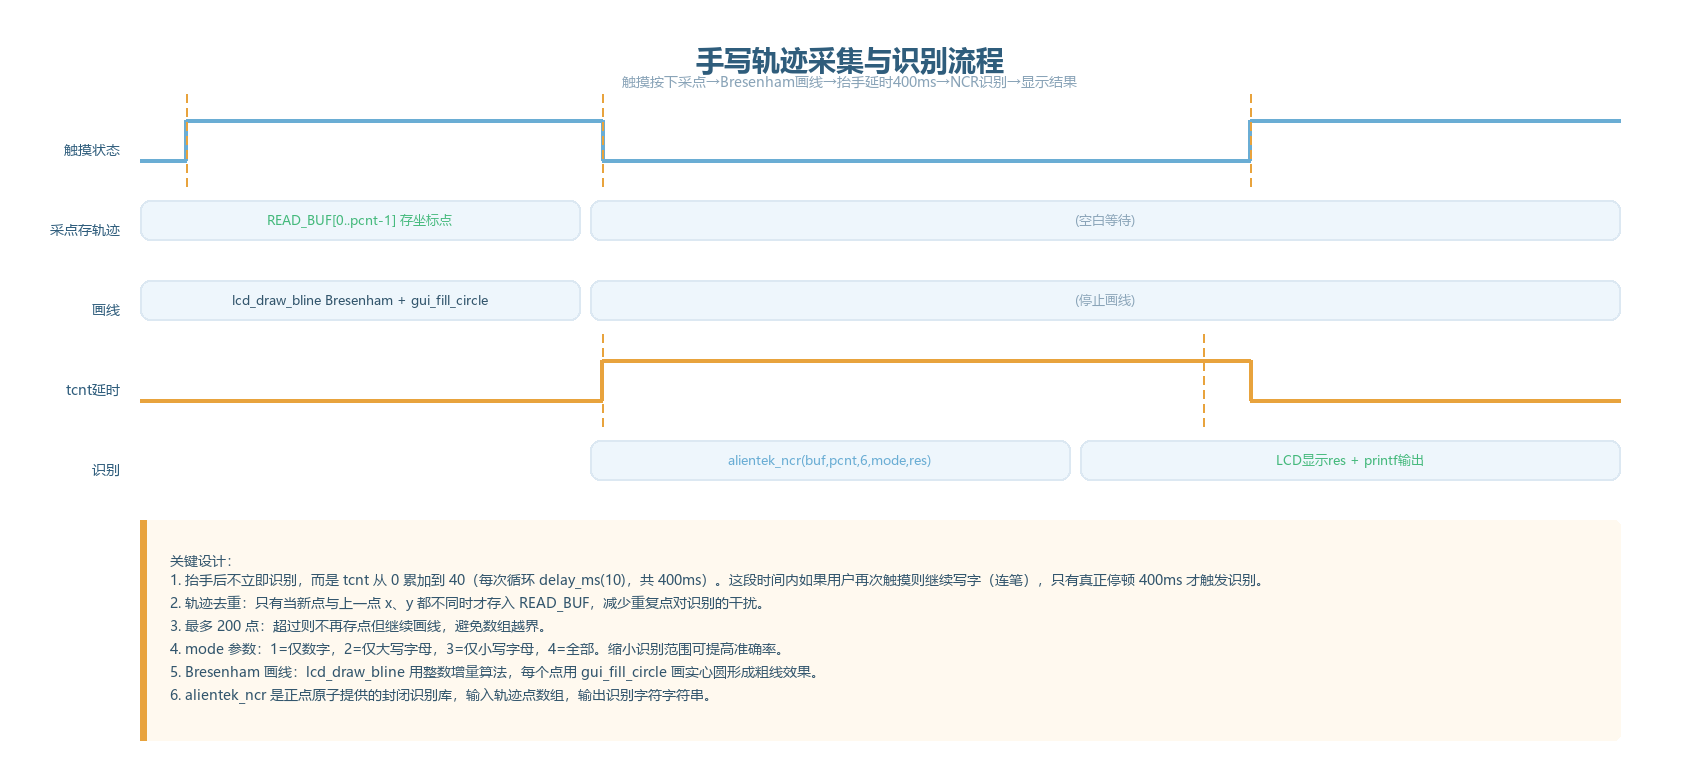 手写轨迹采集与识别流程
触摸按下采点→Bresenham画线→抬手延时400ms→NCR识别→显示结果
触摸状态
采点存轨迹
READ_BUF[0..pcnt-1] 存坐标点
(空白等待)
画线
lcd_draw_bline Bresenham + gui_fill_circle
(停止画线)
tcnt延时
识别
alientek_ncr(buf,pcnt,6,mode,res)
LCD显示res + printf输出
关键设计：
1. 抬手后不立即识别，而是 tcnt 从 0 累加到 40（每次循环 delay_ms(10)，共 400ms）。这段时间内如果用户再次触摸则继续写字（连笔），只有真正停顿 400ms 才触发识别。
2. 轨迹去重：只有当新点与上一点 x、y 都不同时才存入 READ_BUF，减少重复点对识别的干扰。
3. 最多 200 点：超过则不再存点但继续画线，避免数组越界。
4. mode 参数：1=仅数字，2=仅大写字母，3=仅小写字母，4=全部。缩小识别范围可提高准确率。
5. Bresenham 画线：lcd_draw_bline 用整数增量算法，每个点用 gui_fill_circle 画实心圆形成粗线效果。
6. alientek_ncr 是正点原子提供的封闭识别库，输入轨迹点数组，输出识别字符字符串。